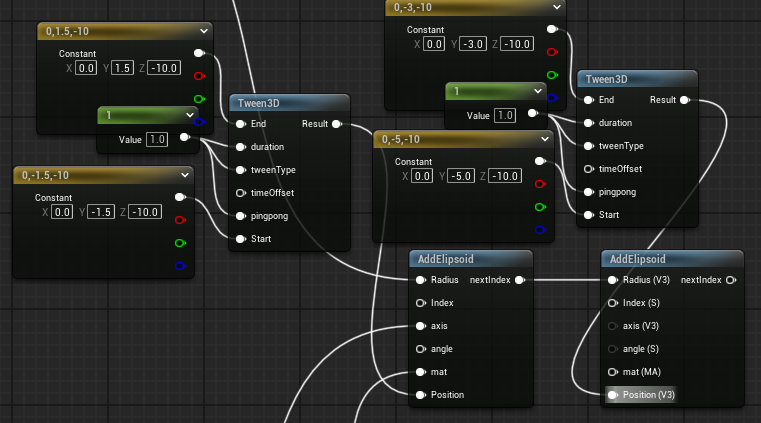 0,1.5,-10
Constant
X 0.0 Y 1.5 Z -10.0
1
Value 1.0
0,-1.5,-10
Constant
X 0.0 Y -1.5 Z -10.0
Tween3D
End Result
duration
tweenType
timeOffset
pingpong
Start
0,-3,-10
Constant
X 0.0 Y -3.0 Z -10.0
1
Value 1.0
0,-5,-10
Constant
X 0.0 Y -5.0 Z -10.0
Tween3D
End Result
duration
tweenType
timeOffset
pingpong
Start
AddElipsoid
Radius nextIndex
Index
axis
angle
mat
Position
AddElipsoid
Radius (V3) nextIndex
Index (S)
axis (V3)
angle (S)
mat (MA)
Position (V3)